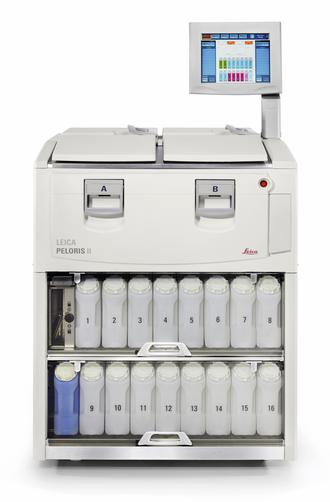 A
B
LEICA
PELORIS II
Leica
1 2 3 4 5 6 7 8
9 10 11 12 13 14 15 16